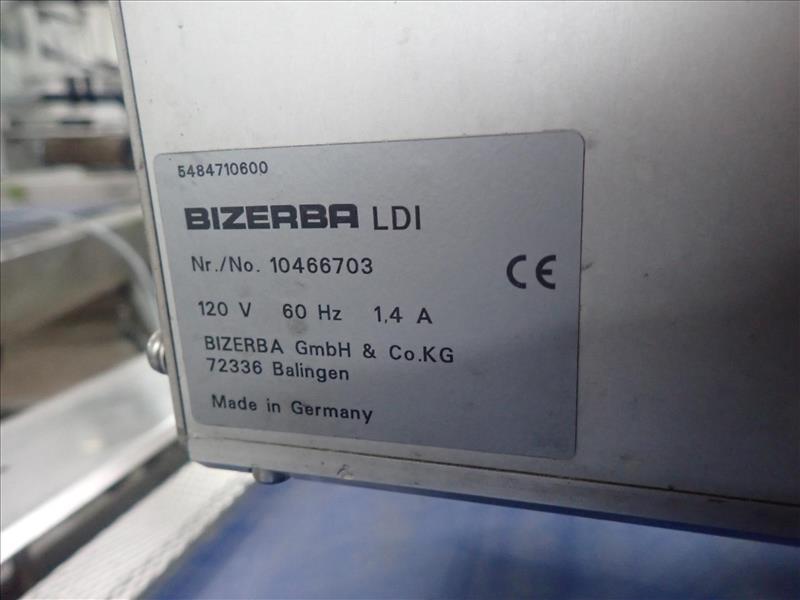 5484710600
BIZERBA LDI
Nr./No. 10466703
CE
120 V 60 Hz 1,4 A
BIZERBA GmbH & Co.KG
72336 Balingen
Made in Germany